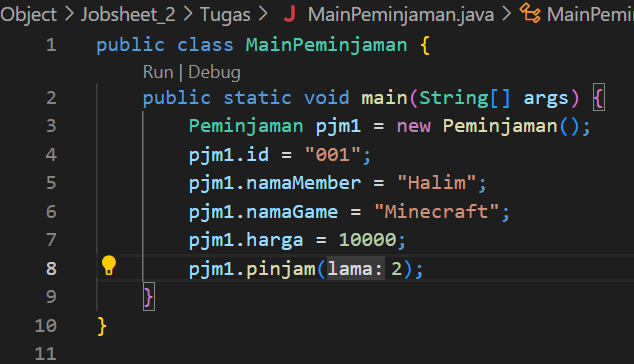 Object > Jobsheet_2 > Tugas > J MainPeminjaman.java > MainPemin
1 public class MainPeminjaman {
Run | Debug
2 public static void main(String[] args) {
3 Peminjaman pjm1 = new Peminjaman();
4 pjm1.id = "001";
5 pjm1.namaMember = "Halim";
6 pjm1.namaGame = "Minecraft";
7 pjm1.harga = 10000;
8 pjm1.pinjam(lama: 2);
9 }
10 }
11